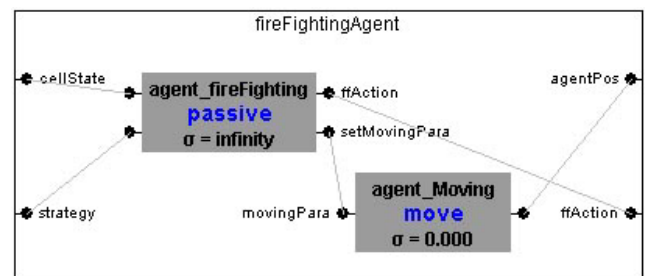 fireFightingAgent
cellState
agentPos
agent_fireFighting
passive
σ = infinity
ffAction
setMovingPara
strategy
movingPara
agent_Moving
move
σ = 0.000
ffAction